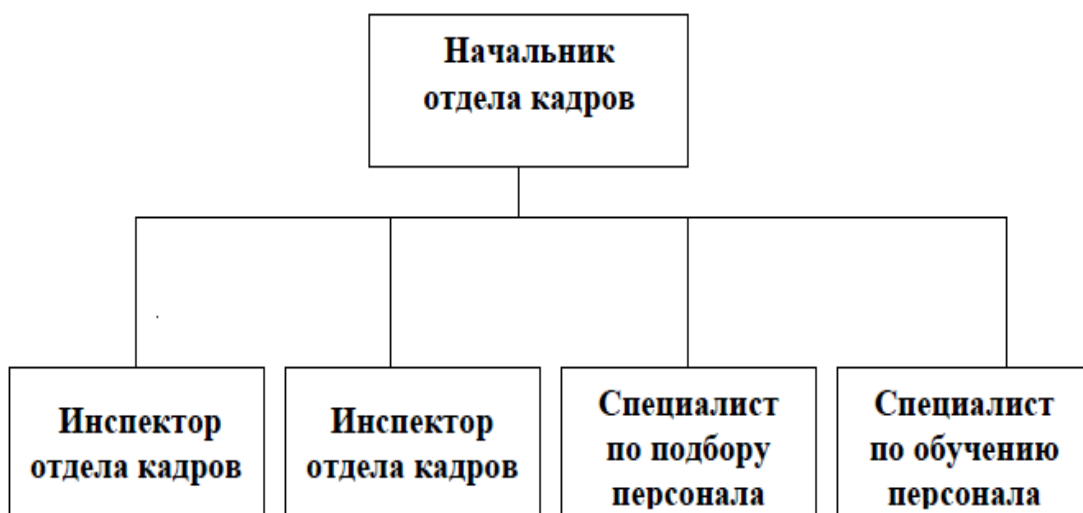 Начальник
отдела кадров
Инспектор
отдела кадров
Инспектор
отдела кадров
Специалист
по подбору
персонала
Специалист
по обучению
персонала